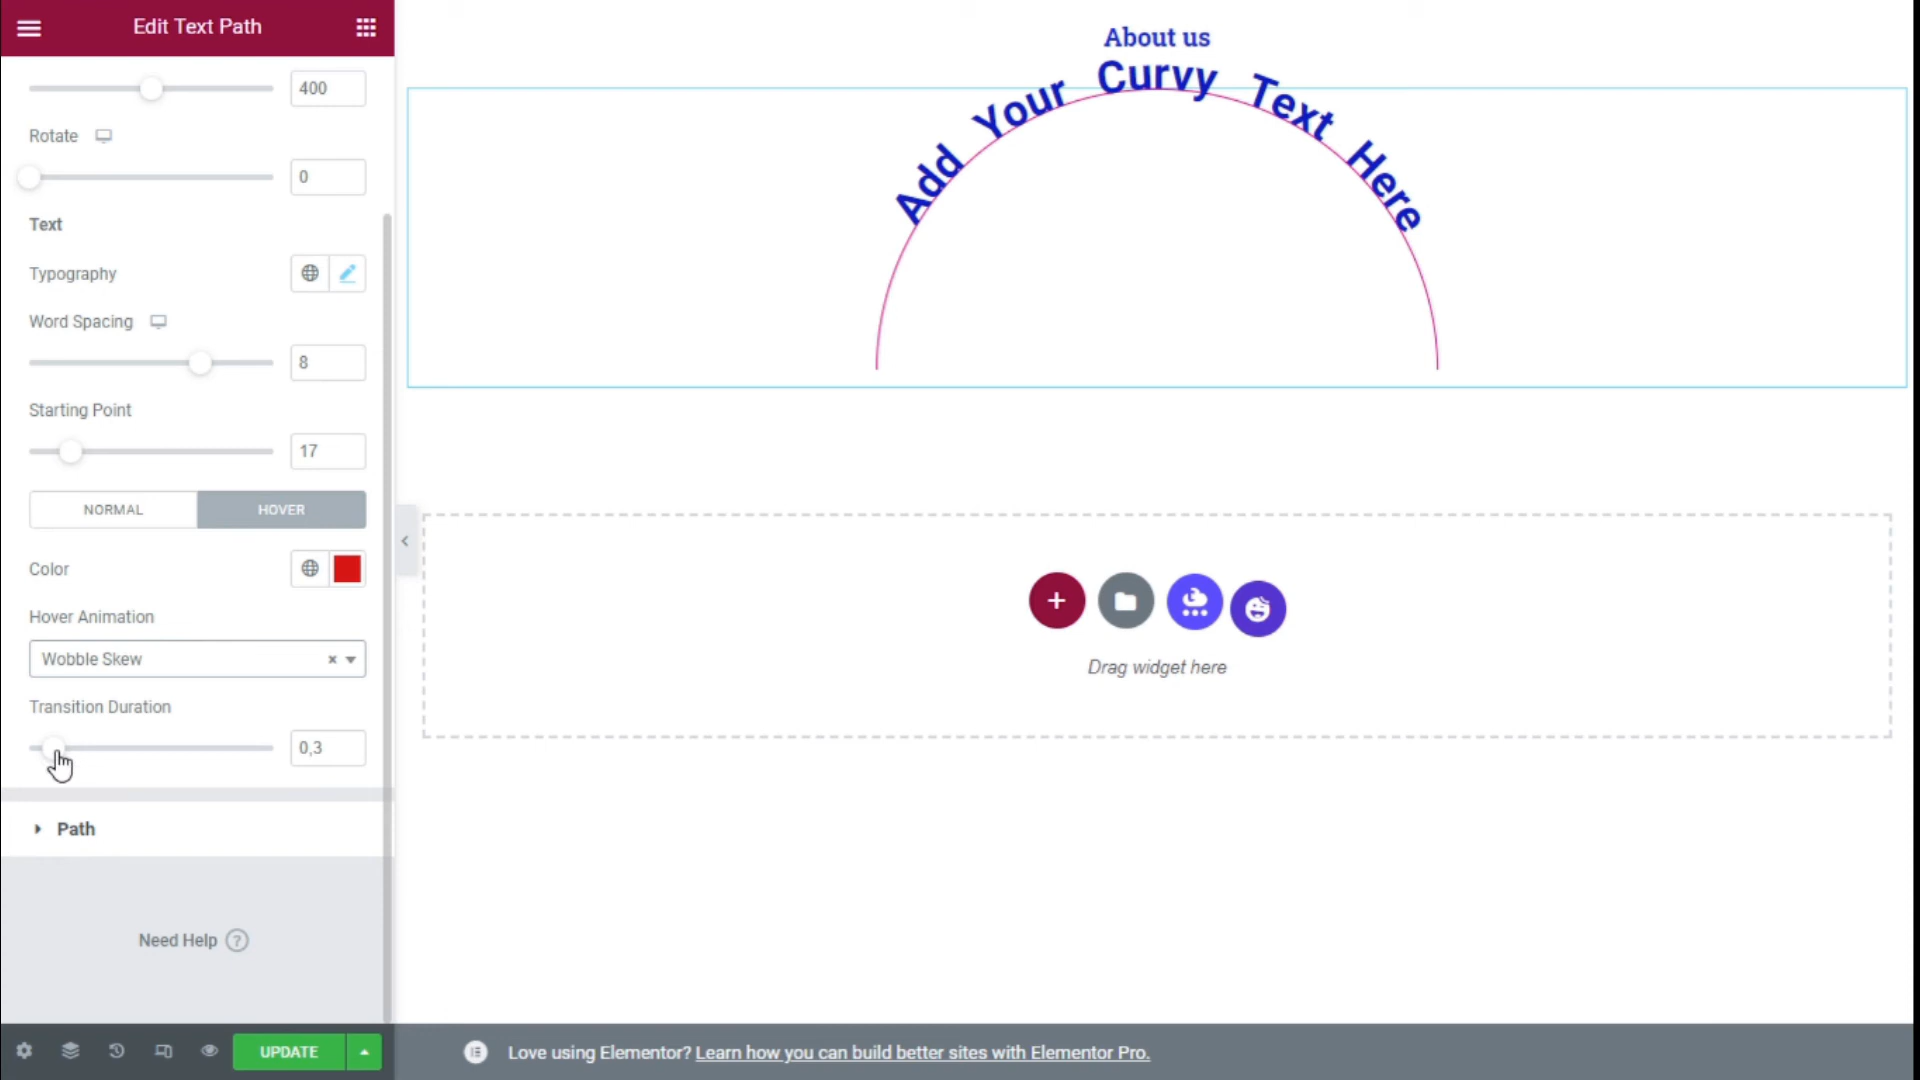 Edit Text Path
400
Rotate
0
Text
Typography
Word Spacing
8
Starting Point
17
NORMAL
HOVER
Color
Hover Animation
Wobble Skew
Transition Duration
0,3
Path
Need Help ?
UPDATE
About us
Add Your Curvy Text Here
Drag widget here
Love using Elementor? Learn how you can build better sites with Elementor Pro.